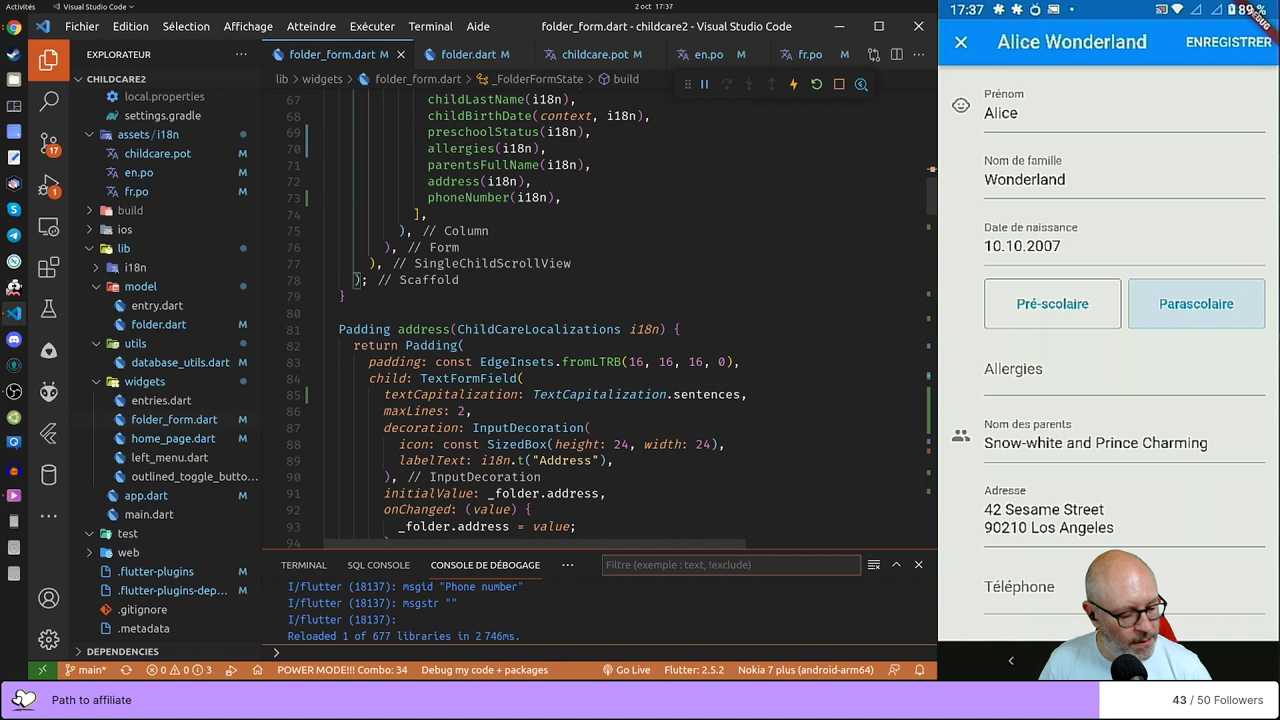 Activités
Visual Studio Code
2 oct 17:37
Fichier Edition Sélection Affichage Atteindre Exécuter Terminal Aide
folder_form.dart - childcare2 - Visual Studio Code
EXPLORATEUR
CHILDCARE2
local.properties
settings.gradle
assets/i18n
childcare.pot M
en.po M
fr.po M
build
ios
lib
i18n
model
entry.dart
folder.dart M
utils
database_utils.dart M
widgets
entries.dart
folder_form.dart M
home_page.dart M
left_menu.dart
outlined_toggle_butto...
app.dart M
main.dart
test
web
.flutter-plugins
.flutter-plugins-dep...
.gitignore
.metadata
DEPENDENCIES
17
1
folder_form.dart M
folder.dart M
childcare.pot M
en.po M
fr.po M
lib > widgets > folder_form.dart > _FolderFormState > build
67 childLastName(i18n),
68 childBirthDate(context, i18n),
69 preschoolStatus(i18n),
70 allergies(i18n),
71 parentsFullName(i18n),
72 address(i18n),
73 phoneNumber(i18n),
74 ],
75 ), // Column
76 ), // Form
77 ), // SingleChildScrollView
78 ); // Scaffold
79 }
80
81 Padding address(ChildCareLocalizations i18n) {
82 return Padding(
83 padding: const EdgeInsets.fromLTRB(16, 16, 16, 0),
84 child: TextFormField(
85 textCapitalization: TextCapitalization.sentences,
86 maxLines: 2,
87 decoration: InputDecoration(
88 icon: const SizedBox(height: 24, width: 24),
89 labelText: i18n.t("Address"),
90 ), // InputDecoration
91 initialValue: _folder.address,
92 onChanged: (value) {
93 _folder.address = value;
94
TERMINAL SQL CONSOLE CONSOLE DE DÉBOGAGE
Filtre (exemple : text, !exclude)
I/flutter (18137): msgid "Phone number"
I/flutter (18137): msgstr ""
I/flutter (18137):
Reloaded 1 of 677 libraries in 2 746ms.
main* 0 0 3 POWER MODE!!! Combo: 34 Debug my code + packages Go Live Flutter: 2.5.2 Nokia 7 plus (android-arm64)
17:37
89%
Alice Wonderland
ENREGISTRER
Prénom
Alice
Nom de famille
Wonderland
Date de naissance
10.10.2007
Pré-scolaire
Parascolaire
Allergies
Nom des parents
Snow-white and Prince Charming
Adresse
42 Sesame Street
90210 Los Angeles
Téléphone
Path to affiliate
43 / 50 Followers